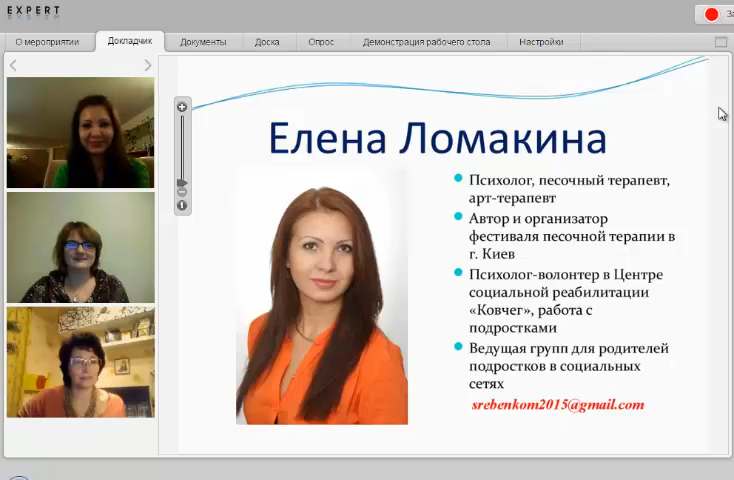 EXPERT
SYSTEM
За
О мероприятии
Докладчик
Документы
Доска
Опрос
Демонстрация рабочего стола
Настройки
Елена Ломакина
Психолог, песочный терапевт,
арт-терапевт
Автор и организатор
фестиваля песочной терапии в
г. Киев
Психолог-волонтер в Центре
социальной реабилитации
«Ковчег», работа с
подростками
Ведущая групп для родителей
подростков в социальных
сетях
srebenkom2015@gmail.com